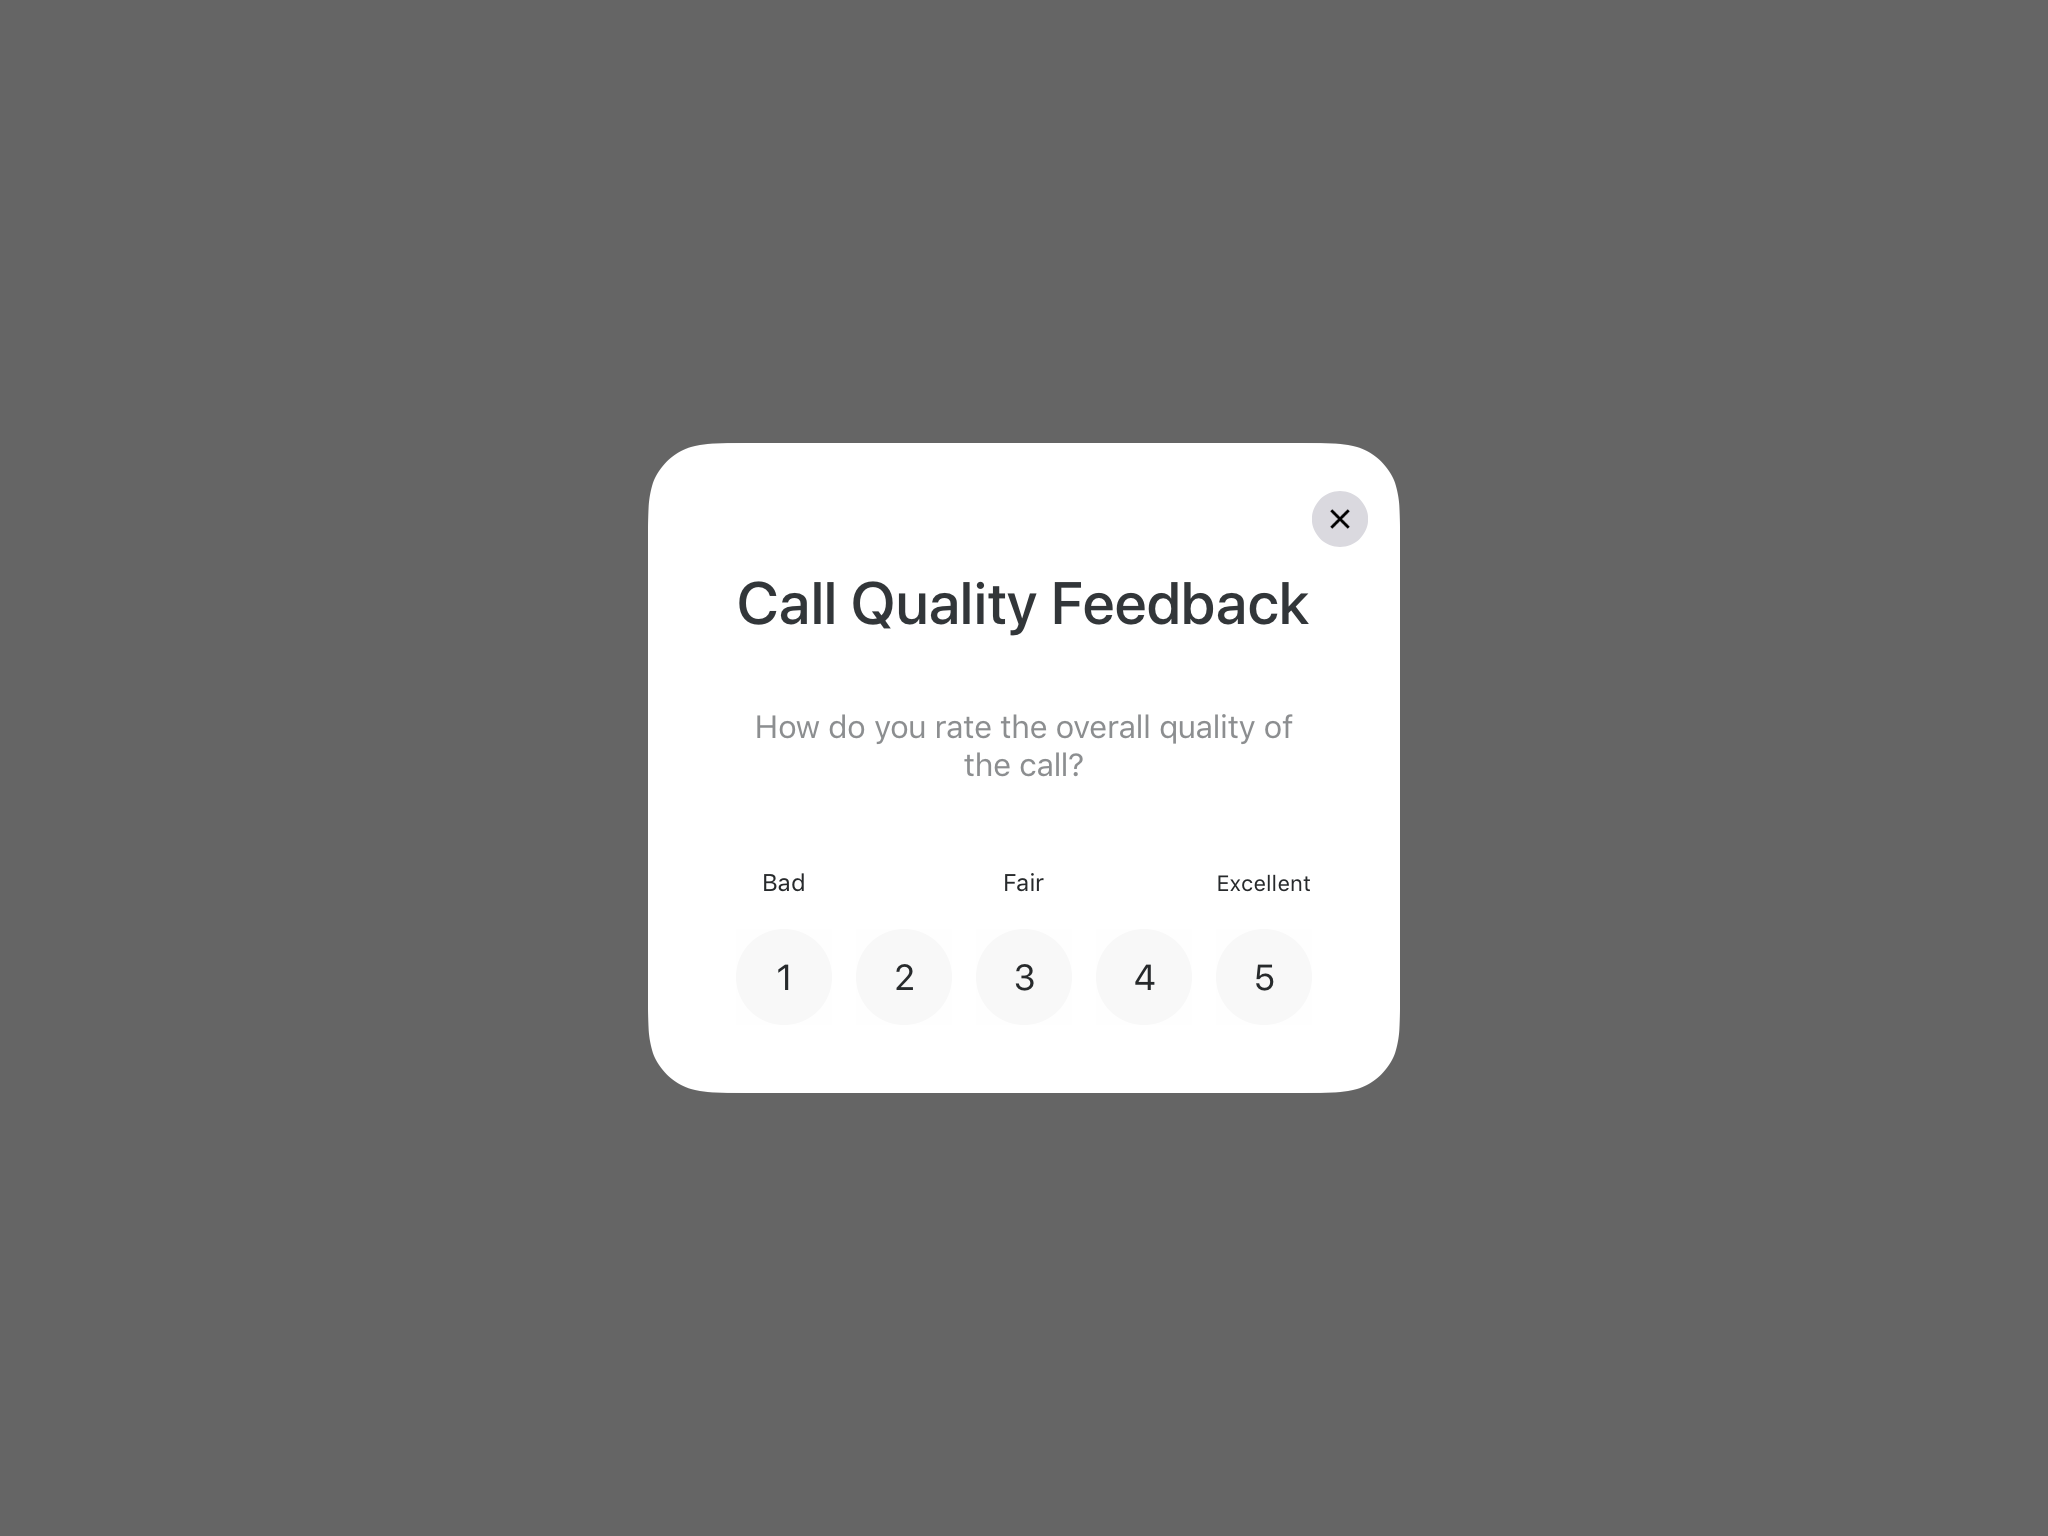 Call Quality Feedback
How do you rate the overall quality of
the call?
Bad Fair Excellent
1 2 3 4 5